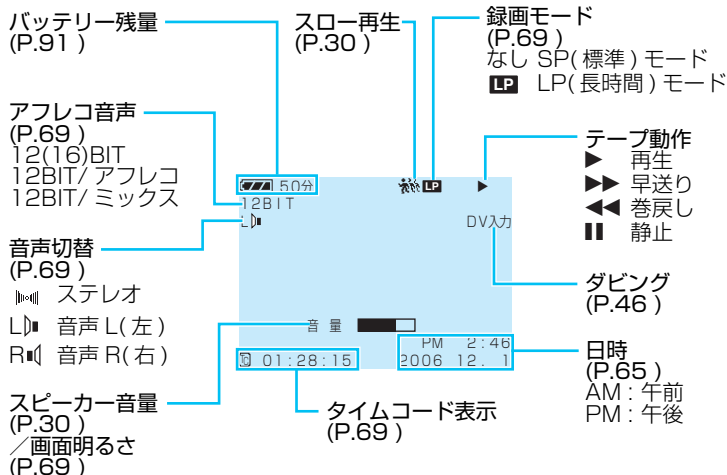 バッテリー残量
(P.91 )
スロー再生
(P.30 )
録画モード
(P.69 )
なし SP( 標準 ) モード
LP LP( 長時間 ) モード
アフレコ音声
(P.69 )
12(16)BIT
12BIT/ アフレコ
12BIT/ ミックス
テープ動作
▶ 再生
▶▶ 早送り
◀◀ 巻戻し
▮▮ 静止
音声切替
(P.69 )
ステレオ
L 音声 L( 左 )
R 音声 R( 右 )
50分
LP ▶
12BIT
L
DV入力
音量
PM 2:46
01:28:15
2006 12. 1
ダビング
(P.46 )
日時
(P.65 )
AM : 午前
PM : 午後
スピーカー音量
(P.30 )
／画面明るさ
(P.69 )
タイムコード表示
(P.69 )